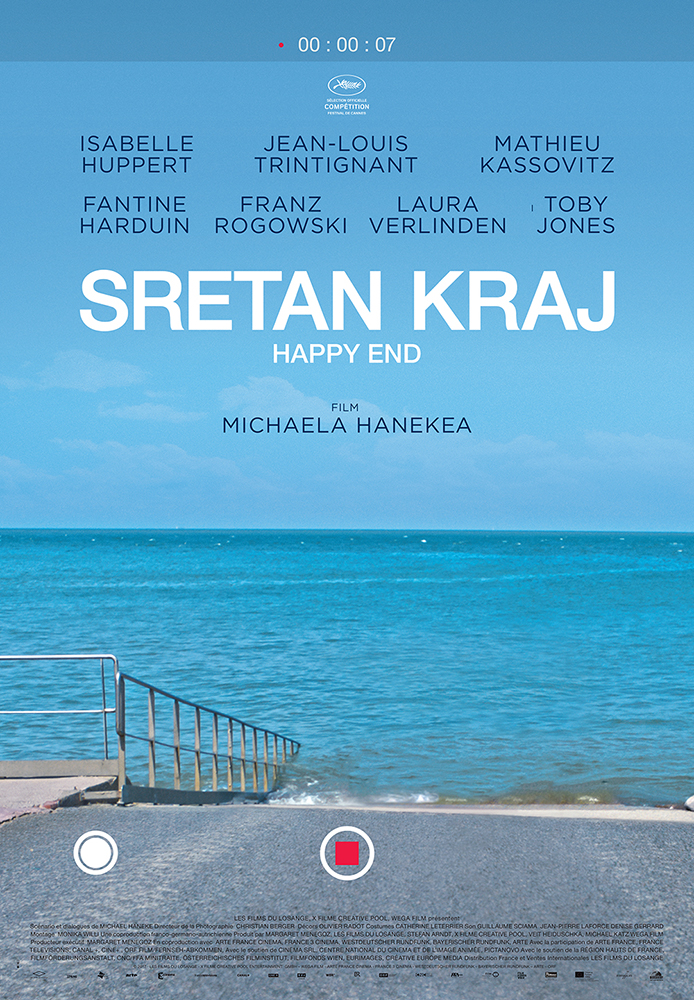 00 : 00 : 07
SÉLECTION OFFICIELLE
COMPÉTITION
FESTIVAL DE CANNES
ISABELLE HUPPERT
JEAN-LOUIS TRINTIGNANT
MATHIEU KASSOVITZ
FANTINE HARDUIN
FRANZ ROGOWSKI
LAURA VERLINDEN
I TOBY JONES
SRETAN KRAJ
HAPPY END
FILM
MICHAELA HANEKEA
LES FILMS DU LOSANGE, X FILME CREATIVE POOL, WEGA FILM présentent
Scénario et dialogues de MICHAEL HANEKE Directeur de la Photographie CHRISTIAN BERGER Décors OLIVIER RADOT Costumes CATHERINE LETERRIER Son GUILLAUME SCIAMA, JEAN-PIERRE LAFORCE DENISE GERRARD
Montage MONIKA WILLI Une coproduction franco-germano-autrichienne Produit par MARGARET MENEGOZ, LES FILMS DU LOSANGE, STEFAN ARNDT, X FILME CREATIVE POOL, VEIT HEIDUSCHKA, MICHAEL KATZ WEGA FILM
Producteur exécutif MARGARET MENEGOZ en coproduction avec ARTE FRANCE CINEMA, FRANCE 3 CINEMA, WESTDEUTSCHER RUNDFUNK, BAYERISCHER RUNDFUNK, ARTE Avec la participation de ARTE FRANCE, FRANCE
TELEVISIONS, CANAL +, CINE+, ORF FILM/FERNSEH-ABKOMMEN, Avec le soutien de CINEMA SRL, CENTRE NATIONAL DU CINEMA ET DE L'IMAGE ANIMÉE, PICTANOVO Avec le soutien de la RÉGION HAUTS DE FRANCE,
FILMFÖRDERUNGSANSTALT, CNC/FFA MINITRAITÉ, ÖSTERREICHISCHES FILMINSTITUT, FILMFONDS WIEN, EURIMAGES, CREATIVE EUROPE MEDIA Distribution France et Ventes Internationales LES FILMS DU LOSANGE